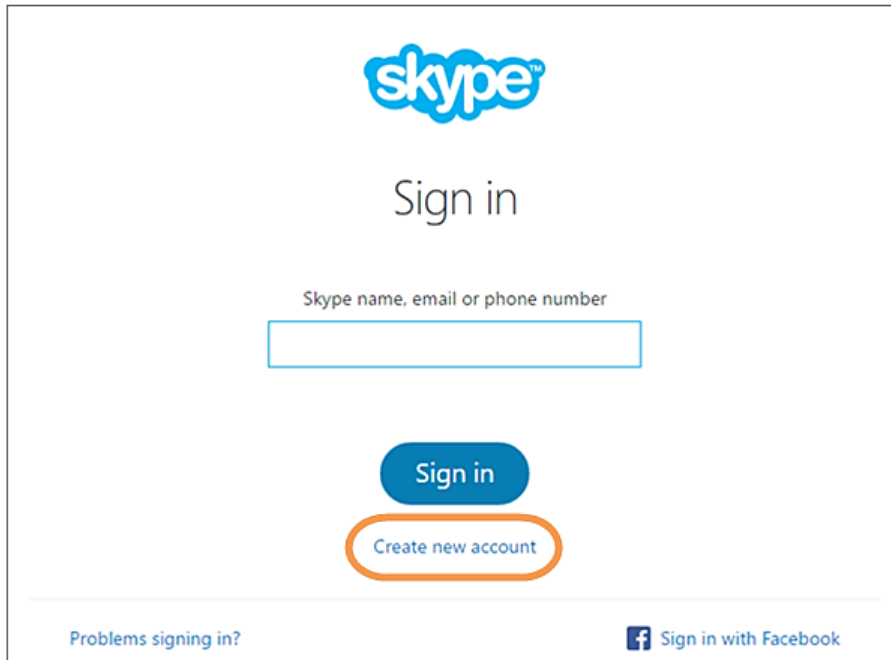 skype™
Sign in
Skype name, email or phone number
Sign in
Create new account
Problems signing in?
Sign in with Facebook